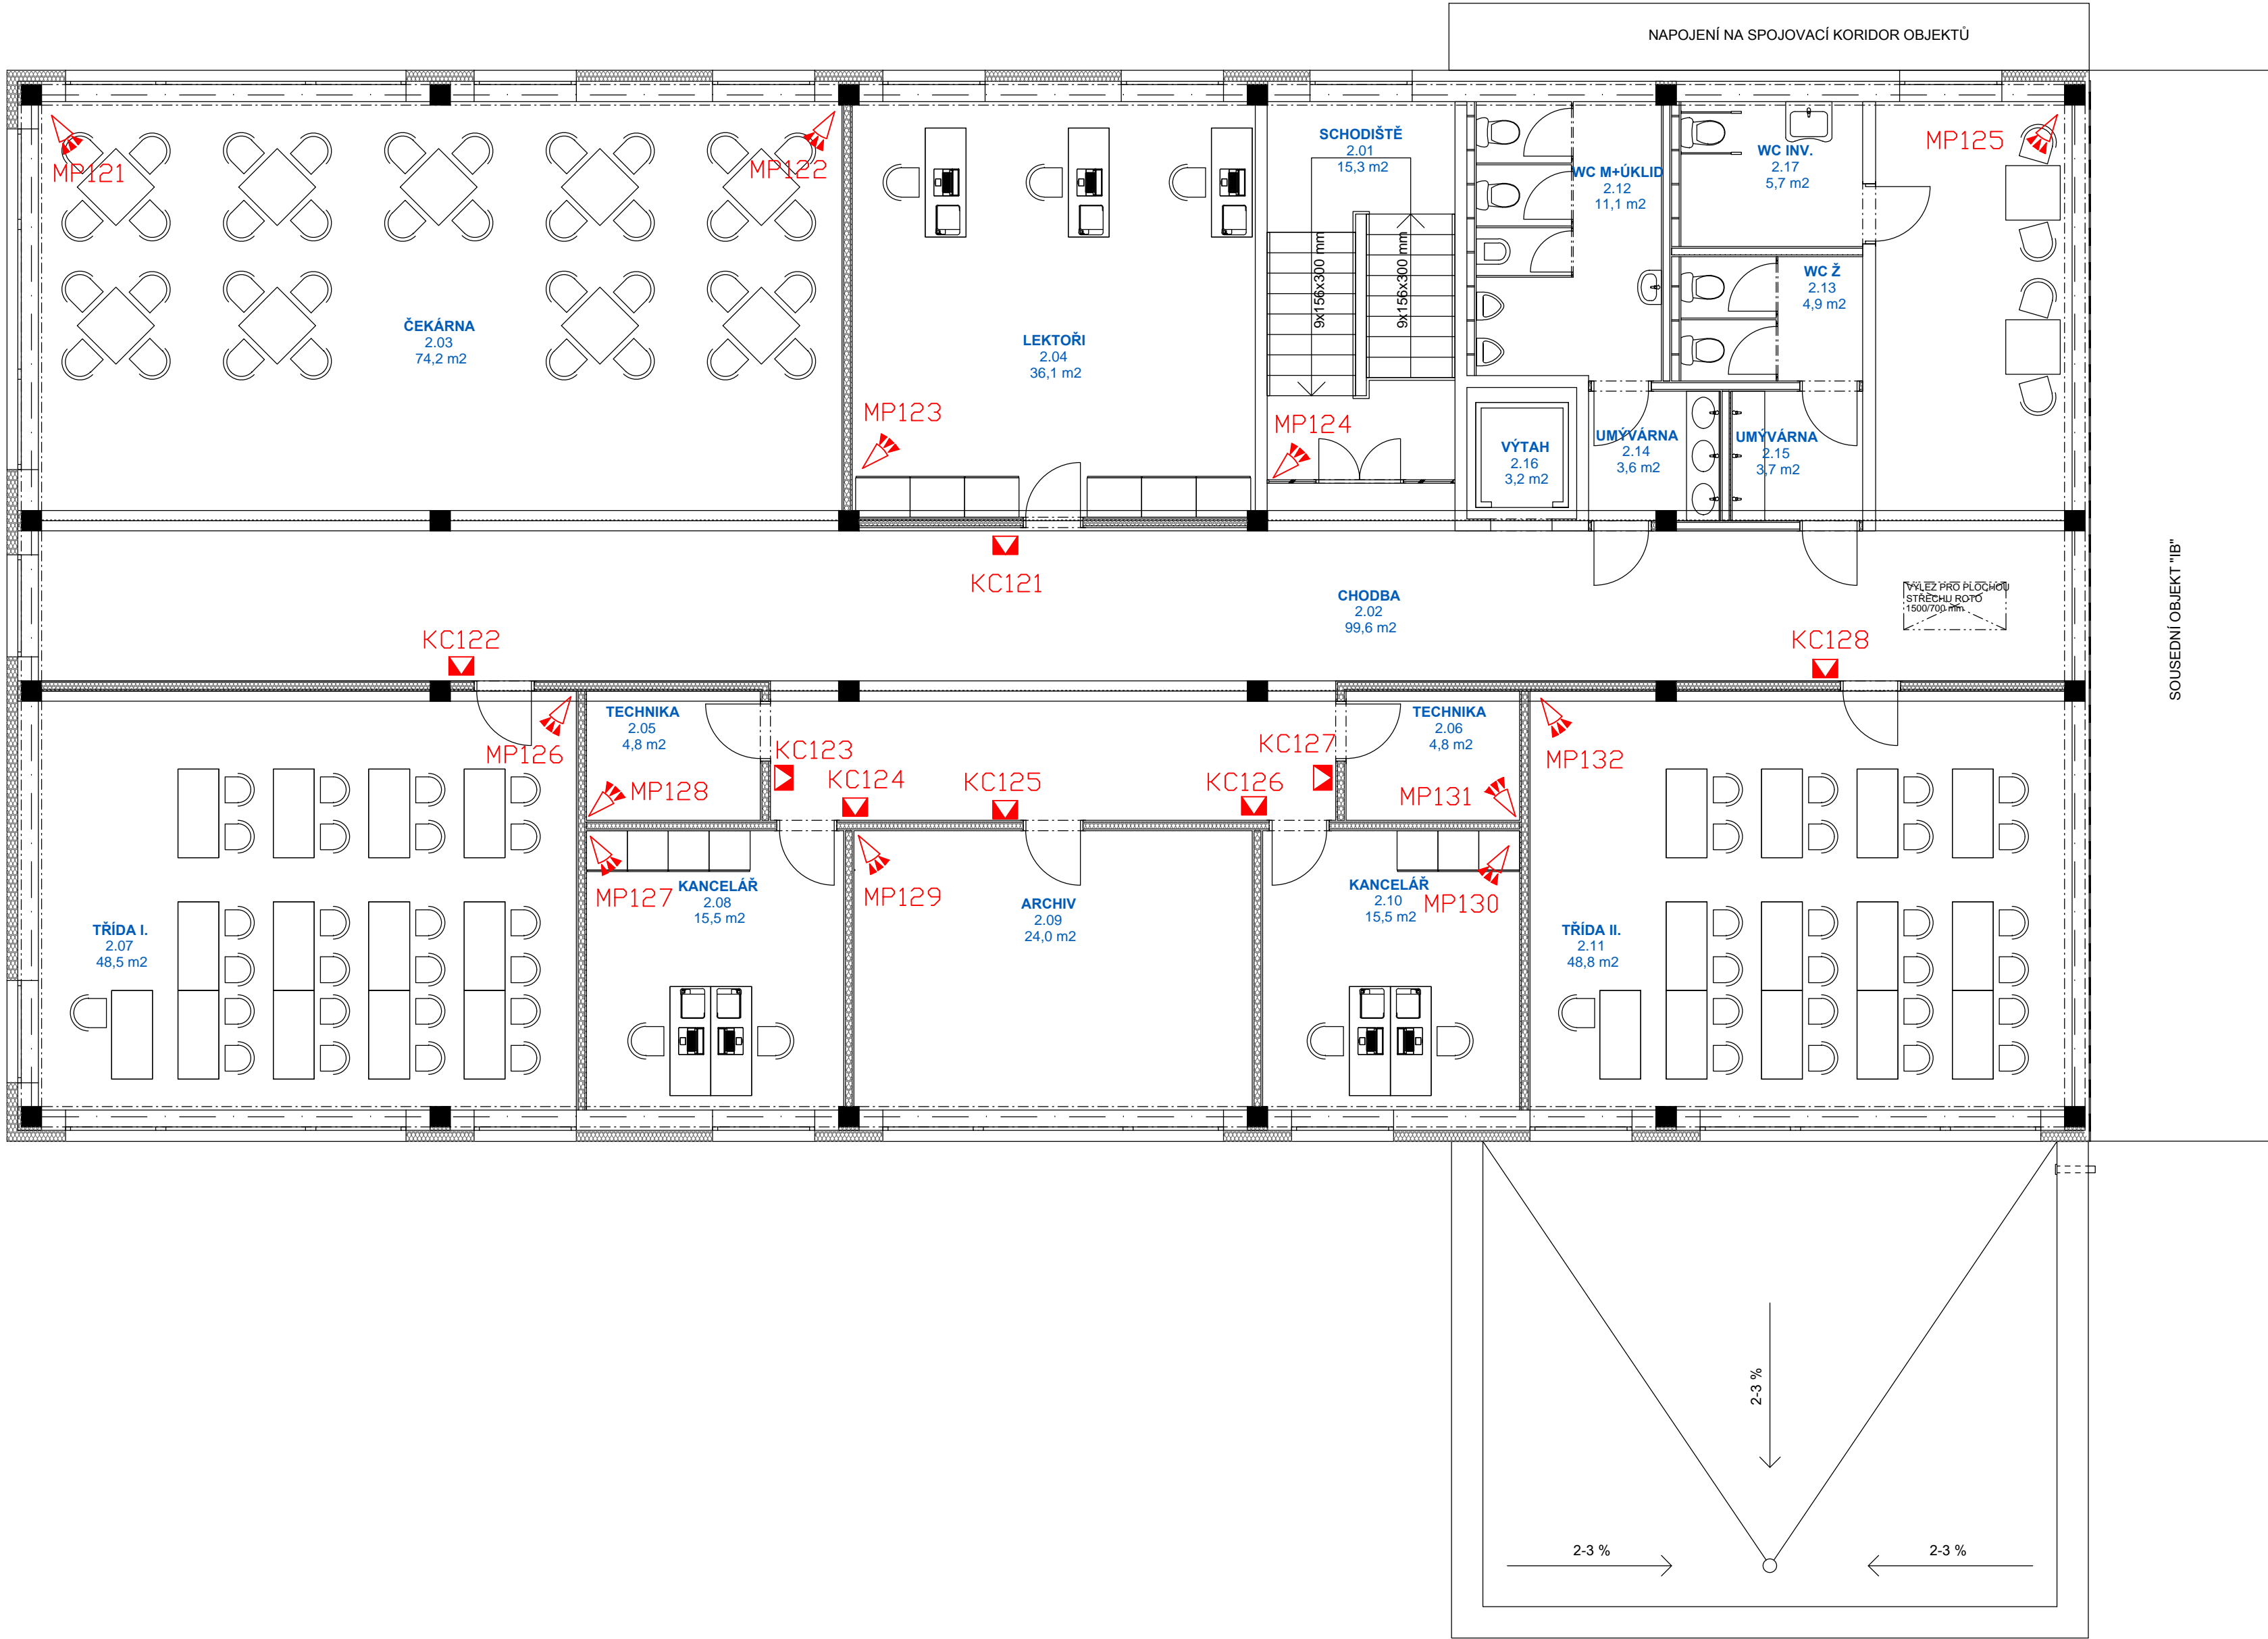 NAPOJENÍ NA SPOJOVACÍ KORIDOR OBJEKTŮ
MP121
MP122
SCHODIŠTĚ
2.01
15,3 m2
9x156x300 mm
9x156x300 mm
WC M+ÚKLID
2.12
11,1 m2
WC INV.
2.17
5,7 m2
MP125
WC Ž
2.13
4,9 m2
ČEKÁRNA
2.03
74,2 m2
LEKTOŘI
2.04
36,1 m2
MP123
MP124
VÝTAH
2.16
3,2 m2
UMÝVÁRNA
2.14
3,6 m2
UMÝVÁRNA
2.15
3,7 m2
SOUSEDNÍ OBJEKT "IB"
KC121
CHODBA
2.02
99,6 m2
VÝLEZ PRO PLOCHOU
STŘECHU ROTO
1500/700 mm
KC122
KC128
MP126
TECHNIKA
2.05
4,8 m2
KC123
MP128
KC124
KC125
KC126
KC127
TECHNIKA
2.06
4,8 m2
MP131
MP132
MP127
KANCELÁŘ
2.08
15,5 m2
MP129
ARCHIV
2.09
24,0 m2
KANCELÁŘ
2.10
15,5 m2
MP130
TŘÍDA I.
2.07
48,5 m2
TŘÍDA II.
2.11
48,8 m2
2-3 %
2-3 %
2-3 %